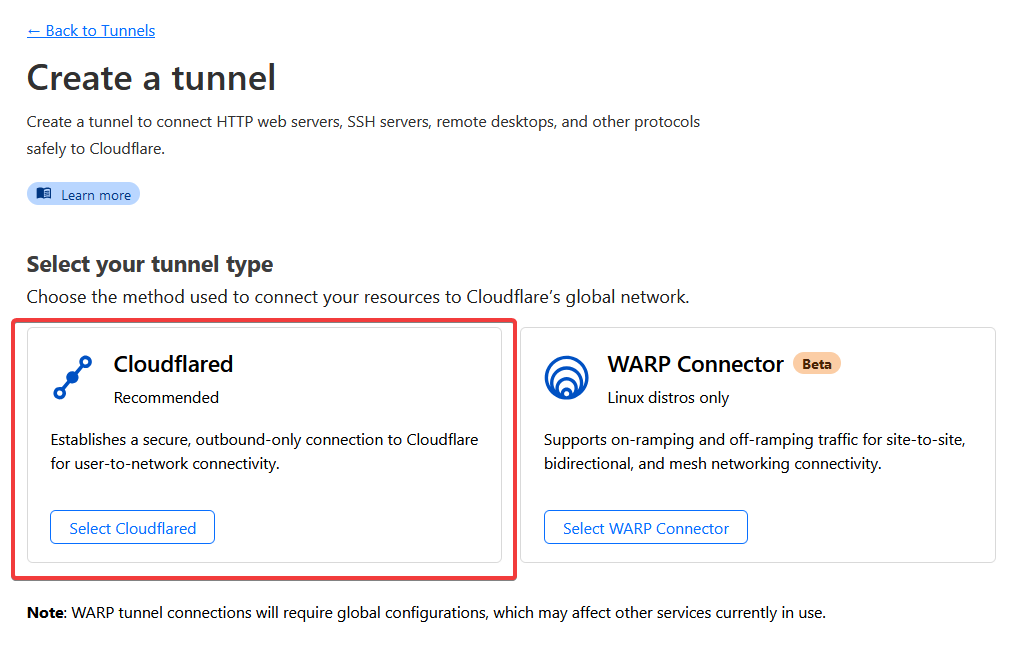 ← Back to Tunnels
Create a tunnel
Create a tunnel to connect HTTP web servers, SSH servers, remote desktops, and other protocols
safely to Cloudflare.
Learn more
Select your tunnel type
Choose the method used to connect your resources to Cloudflare’s global network.
Cloudflared
Recommended
Establishes a secure, outbound-only connection to Cloudflare
for user-to-network connectivity.
Select Cloudflared
WARP Connector Beta
Linux distros only
Supports on-ramping and off-ramping traffic for site-to-site,
bidirectional, and mesh networking connectivity.
Select WARP Connector
Note: WARP tunnel connections will require global configurations, which may affect other services currently in use.